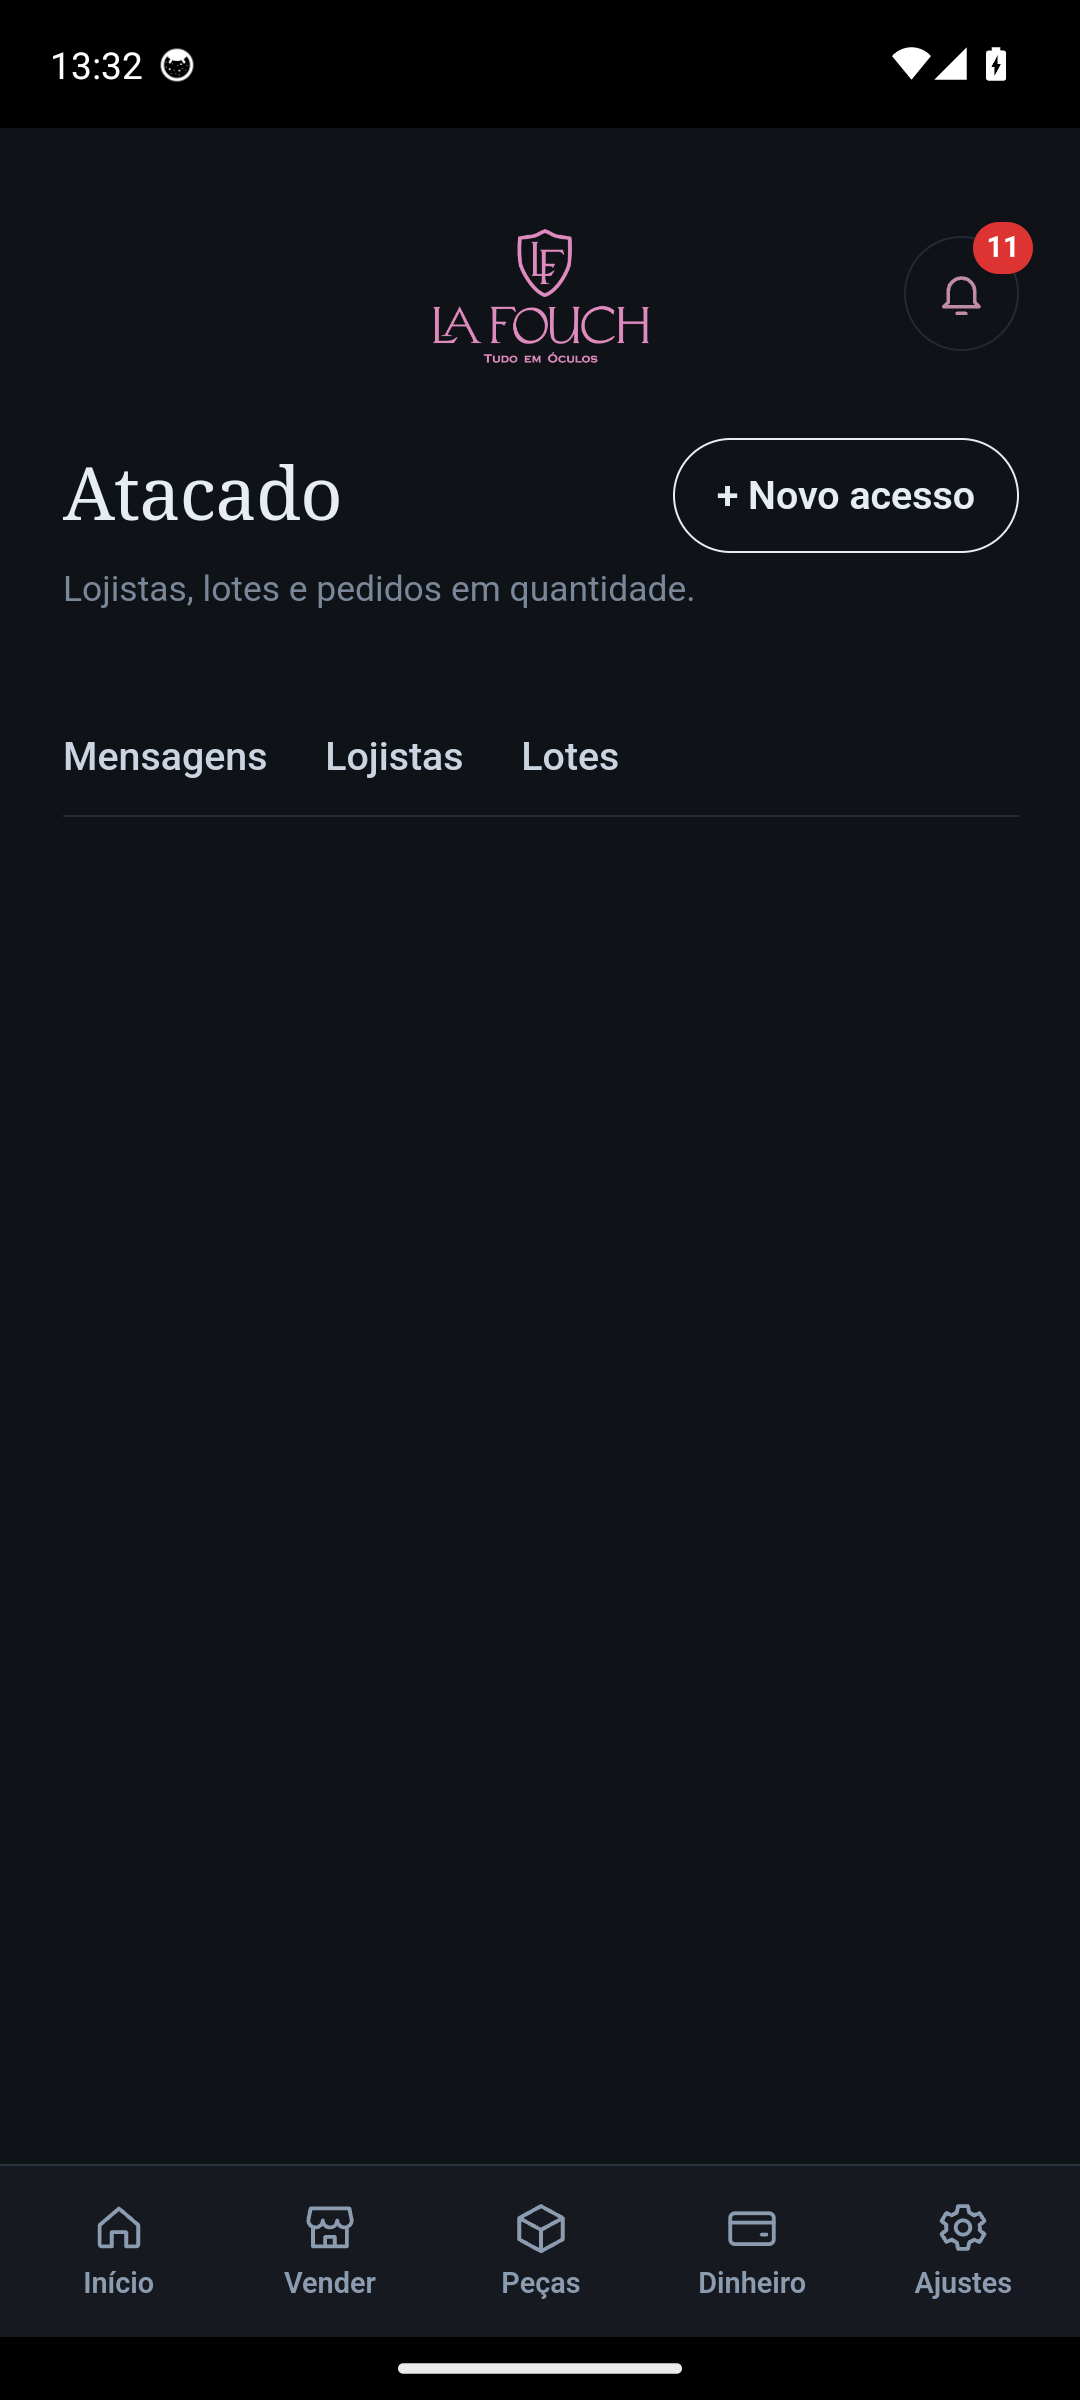 13:32
LF
LA FOUCH
TUDO EM ÓCULOS
11
Atacado
+ Novo acesso
Lojistas, lotes e pedidos em quantidade.
Mensagens Lojistas Lotes
Início Vender Peças Dinheiro Ajustes